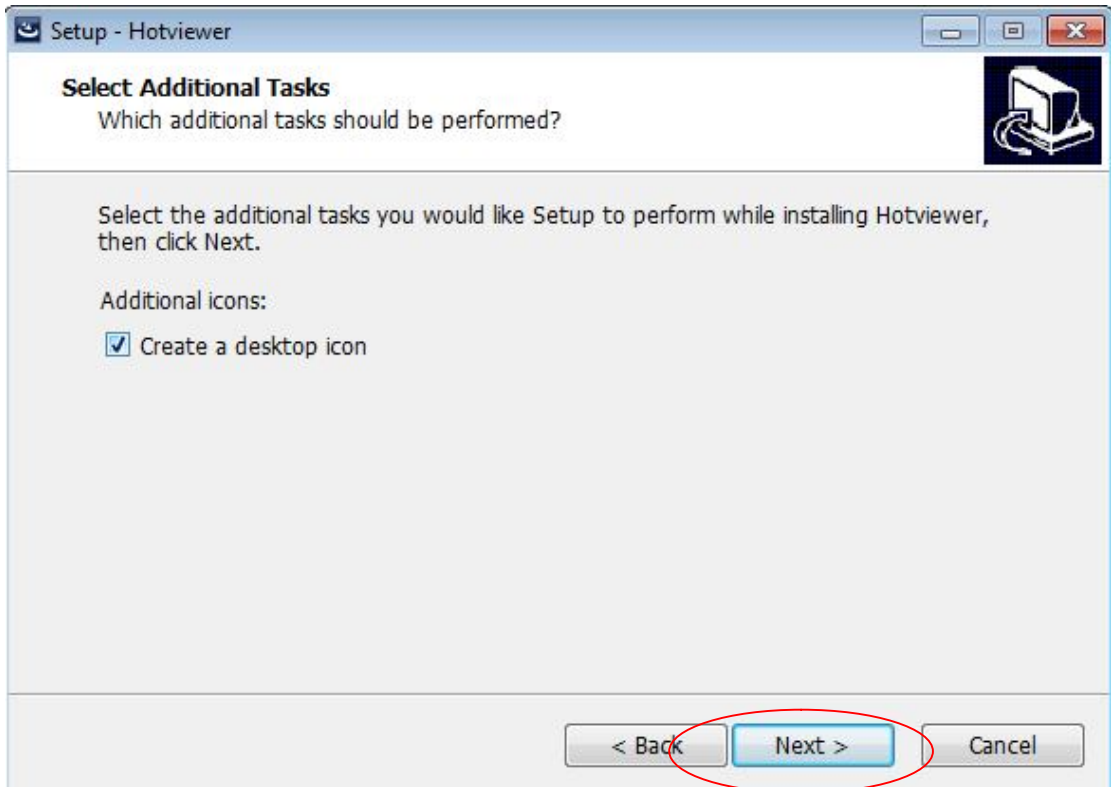 Setup - Hotviewer
Select Additional Tasks
Which additional tasks should be performed?
Select the additional tasks you would like Setup to perform while installing Hotviewer,
then click Next.
Additional icons:
Create a desktop icon
< Back Next > Cancel